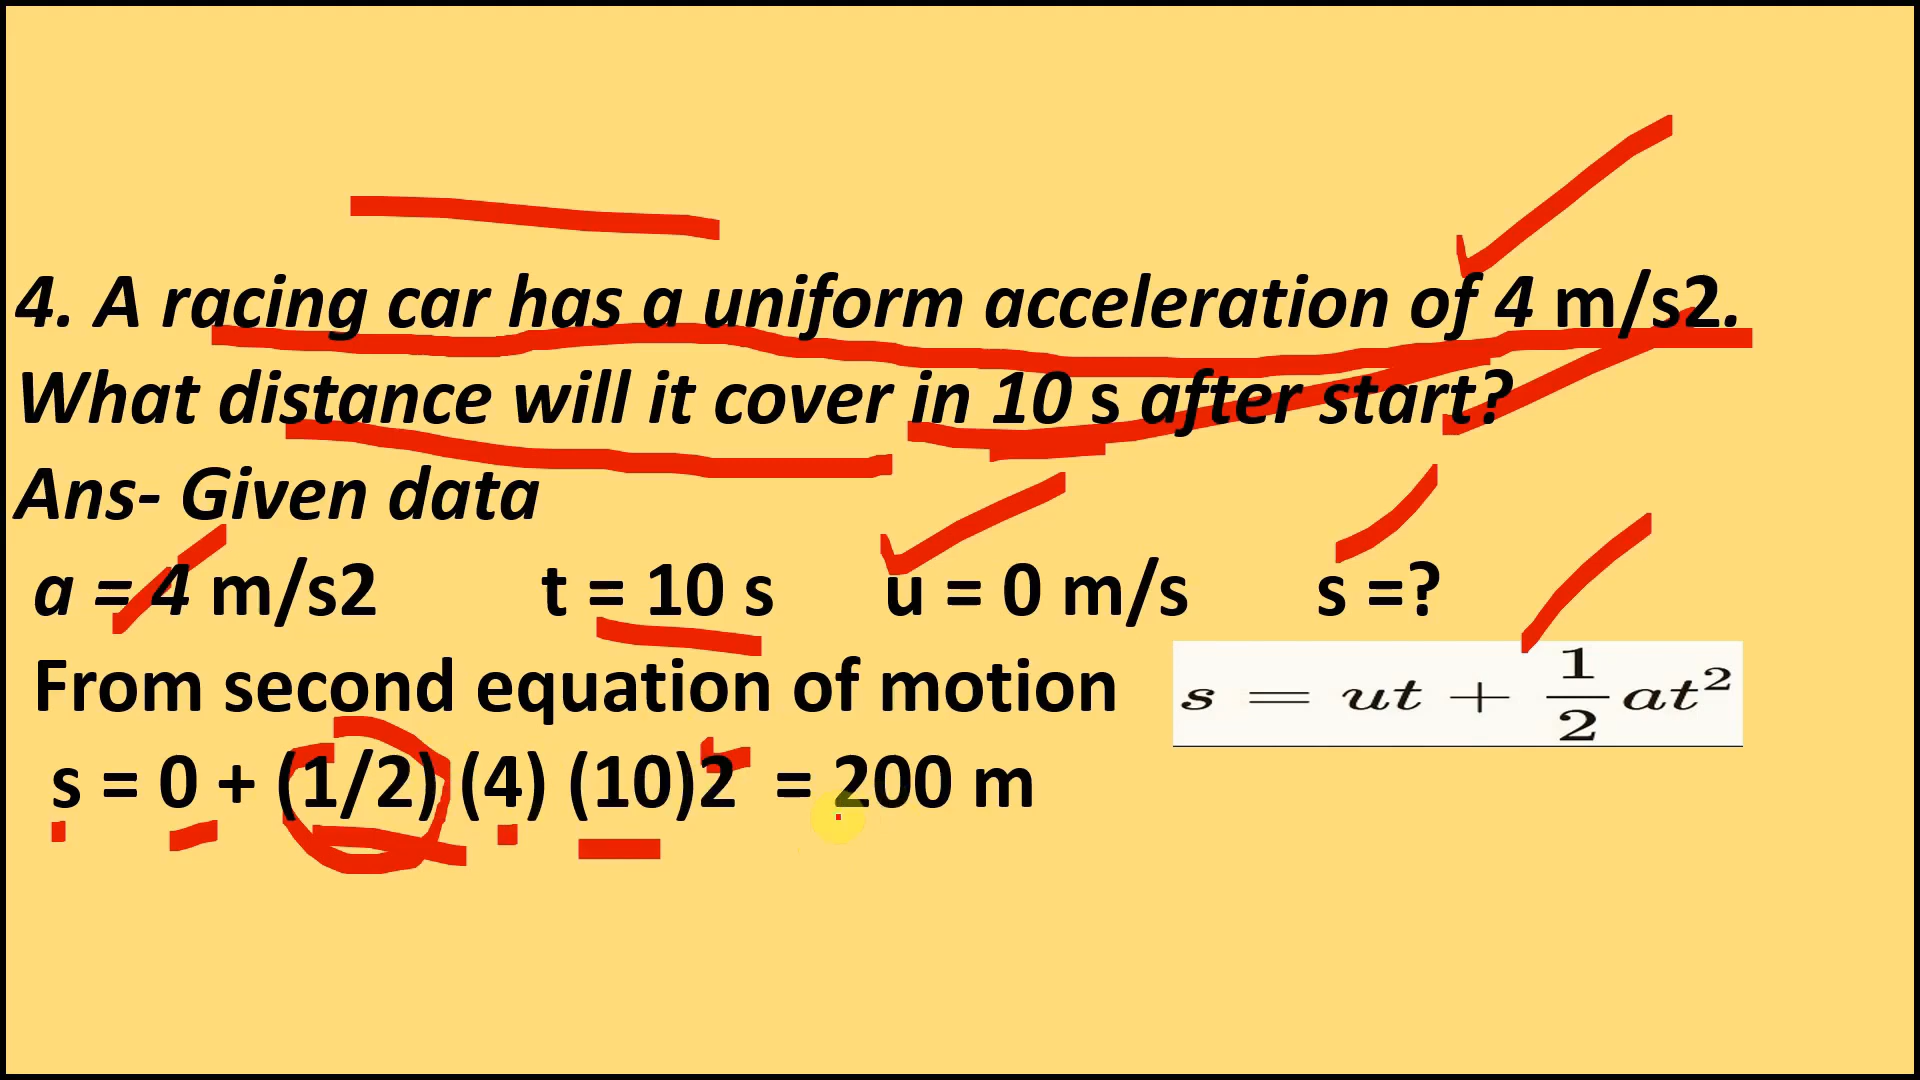 4. A racing car has a uniform acceleration of 4 m/s2.
What distance will it cover in 10 s after start?
Ans- Given data
a = 4 m/s2 t = 10 s u = 0 m/s s =?
From second equation of motion s = ut + 1/2 at²
s = 0 + (1/2) (4) (10)2 = 200 m